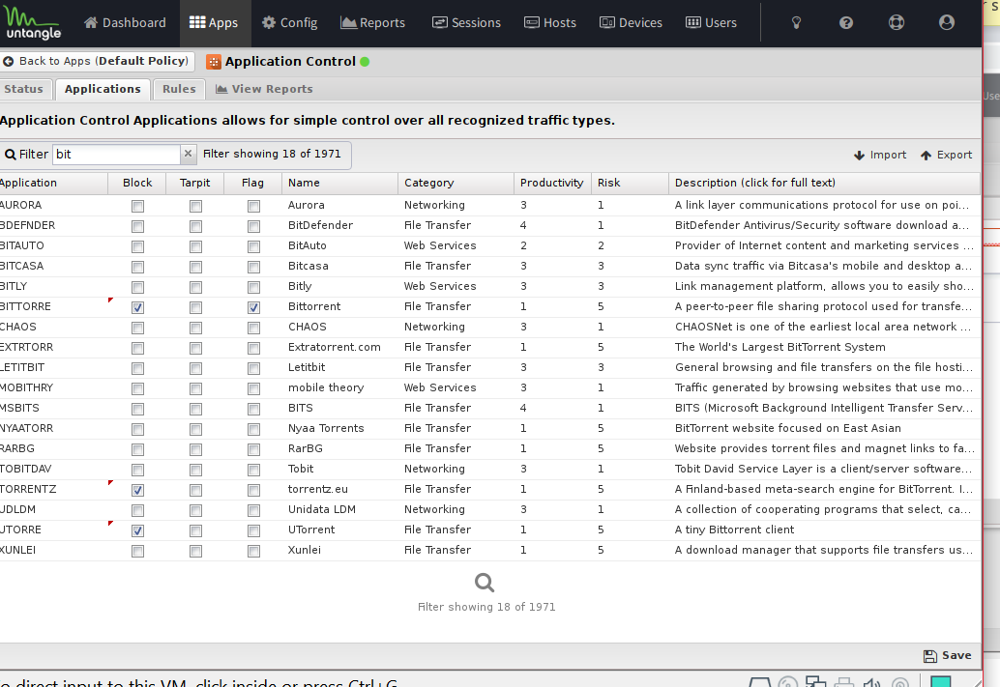 untangle Dashboard Apps Config Reports Sessions Hosts Devices Users
Back to Apps (Default Policy) Application Control
Status Applications Rules View Reports
Application Control Applications allows for simple control over all recognized traffic types.
Filter bit Filter showing 18 of 1971 Import Export
Application Block Tarpit Flag Name Category Productivity Risk Description (click for full text)
AURORA Aurora Networking 3 1 A link layer communications protocol for use on poi...
BDEFNDER BitDefender File Transfer 4 1 BitDefender Antivirus/Security software download a...
BITAUTO BitAuto Web Services 2 2 Provider of Internet content and marketing services ...
BITCASA Bitcasa File Transfer 3 3 Data sync traffic via Bitcasa's mobile and desktop a...
BITLY Bitly Web Services 3 3 Link management platform, allows you to easily sho...
BITTORRE Bittorrent File Transfer 1 5 A peer-to-peer file sharing protocol used for transfe...
CHAOS CHAOS Networking 3 1 CHAOSNet is one of the earliest local area network ...
EXTRTORR Extratorrent.com File Transfer 1 5 The World's Largest BitTorrent System
LETITBIT Letitbit File Transfer 3 3 General browsing and file transfers on the file hosti...
MOBITHRY mobile theory Web Services 3 1 Traffic generated by browsing websites that use mo...
MSBITS BITS File Transfer 4 1 BITS (Microsoft Background Intelligent Transfer Serv...
NYAATORR Nyaa Torrents File Transfer 1 5 BitTorrent website focused on East Asian
RARBG RarBG File Transfer 1 5 Website provides torrent files and magnet links to fa...
TOBITDAV Tobit Networking 3 1 Tobit David Service Layer is a client/server software...
TORRENTZ torrentz.eu File Transfer 1 5 A Finland-based meta-search engine for BitTorrent. I...
UDLDM Unidata LDM Networking 3 1 A collection of cooperating programs that select, ca...
UTORRE UTorrent File Transfer 1 5 A tiny Bittorrent client
XUNLEI Xunlei File Transfer 1 5 A download manager that supports file transfers us...
Filter showing 18 of 1971
Save
o direct input to this VM, click inside or press Ctrl+G